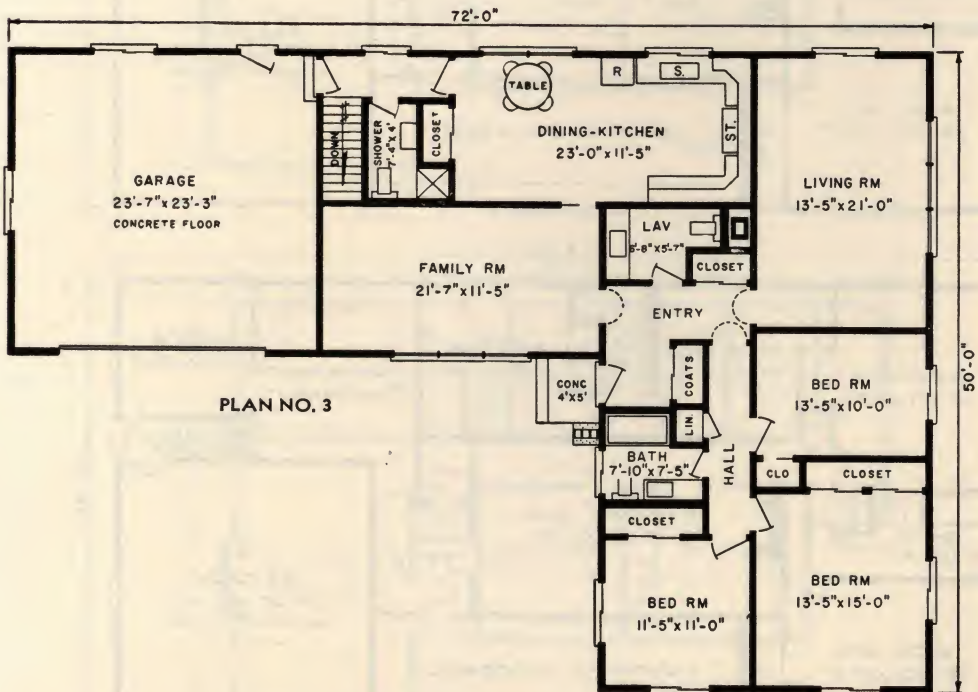 72'-0"
R
S.
TABLE
ST.
DOWN
SHOWER
7'-4"X 4'
CLOSET
DINING-KITCHEN
23'-0"x11'-5"
GARAGE
23'-7"x23'-3"
CONCRETE FLOOR
LIVING RM
13'-5"x21'-0"
LAV
6'-8"x5'-7"
CLOSET
FAMILY RM
21'-7"x11'-5"
ENTRY
50'-0"
PLAN NO. 3
CONC
4'X5'
COATS
BED RM
13'-5"x10'-0"
LIN.
BATH
7'-10"x7'-5"
HALL
CLO
CLOSET
CLOSET
BED RM
11'-5"x11'-0"
BED RM
13'-5"x15'-0"